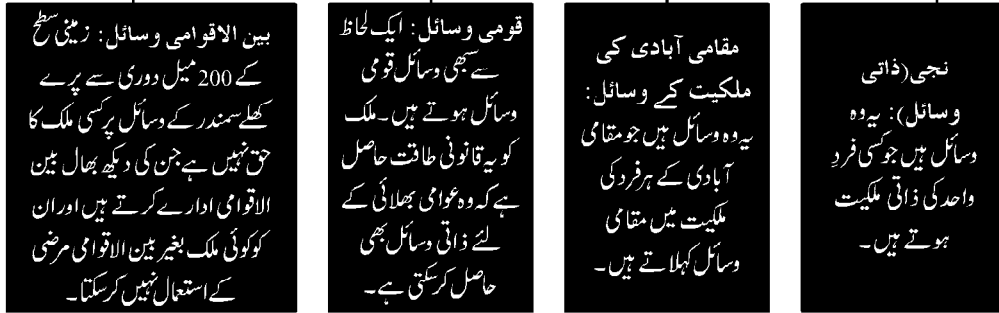 نجی(ذاتی
وسائل): یہ وہ
وسائل ہیں جو کسی فردِ
واحد کی ذاتی ملکیت
ہوتے ہیں۔
مقامی آبادی کی
ملکیت کے وسائل:
یہ وہ وسائل ہیں جو مقامی
آبادی کے ہر فرد کی
ملکیت میں مقامی
وسائل کہلاتے ہیں۔
قومی وسائل: ایک لحاظ
سے سبھی وسائل قومی
وسائل ہوتے ہیں۔ ملک
کو یہ قانونی طاقت حاصل
ہے کہ وہ عوامی بھلائی کے
لئے ذاتی وسائل بھی
حاصل کرسکتی ہے۔
بین الاقوامی وسائل: زمینی سطح
کے 200 میل دوری سے پرے
کھلے سمندر کے وسائل پر کسی ملک کا
حق نہیں ہے جن کی دیکھ بھال بین
الاقوامی ادارے کرتے ہیں اور ان
کو کوئی ملک بغیر بین الاقوامی مرضی
کے استعمال نہیں کرسکتا۔